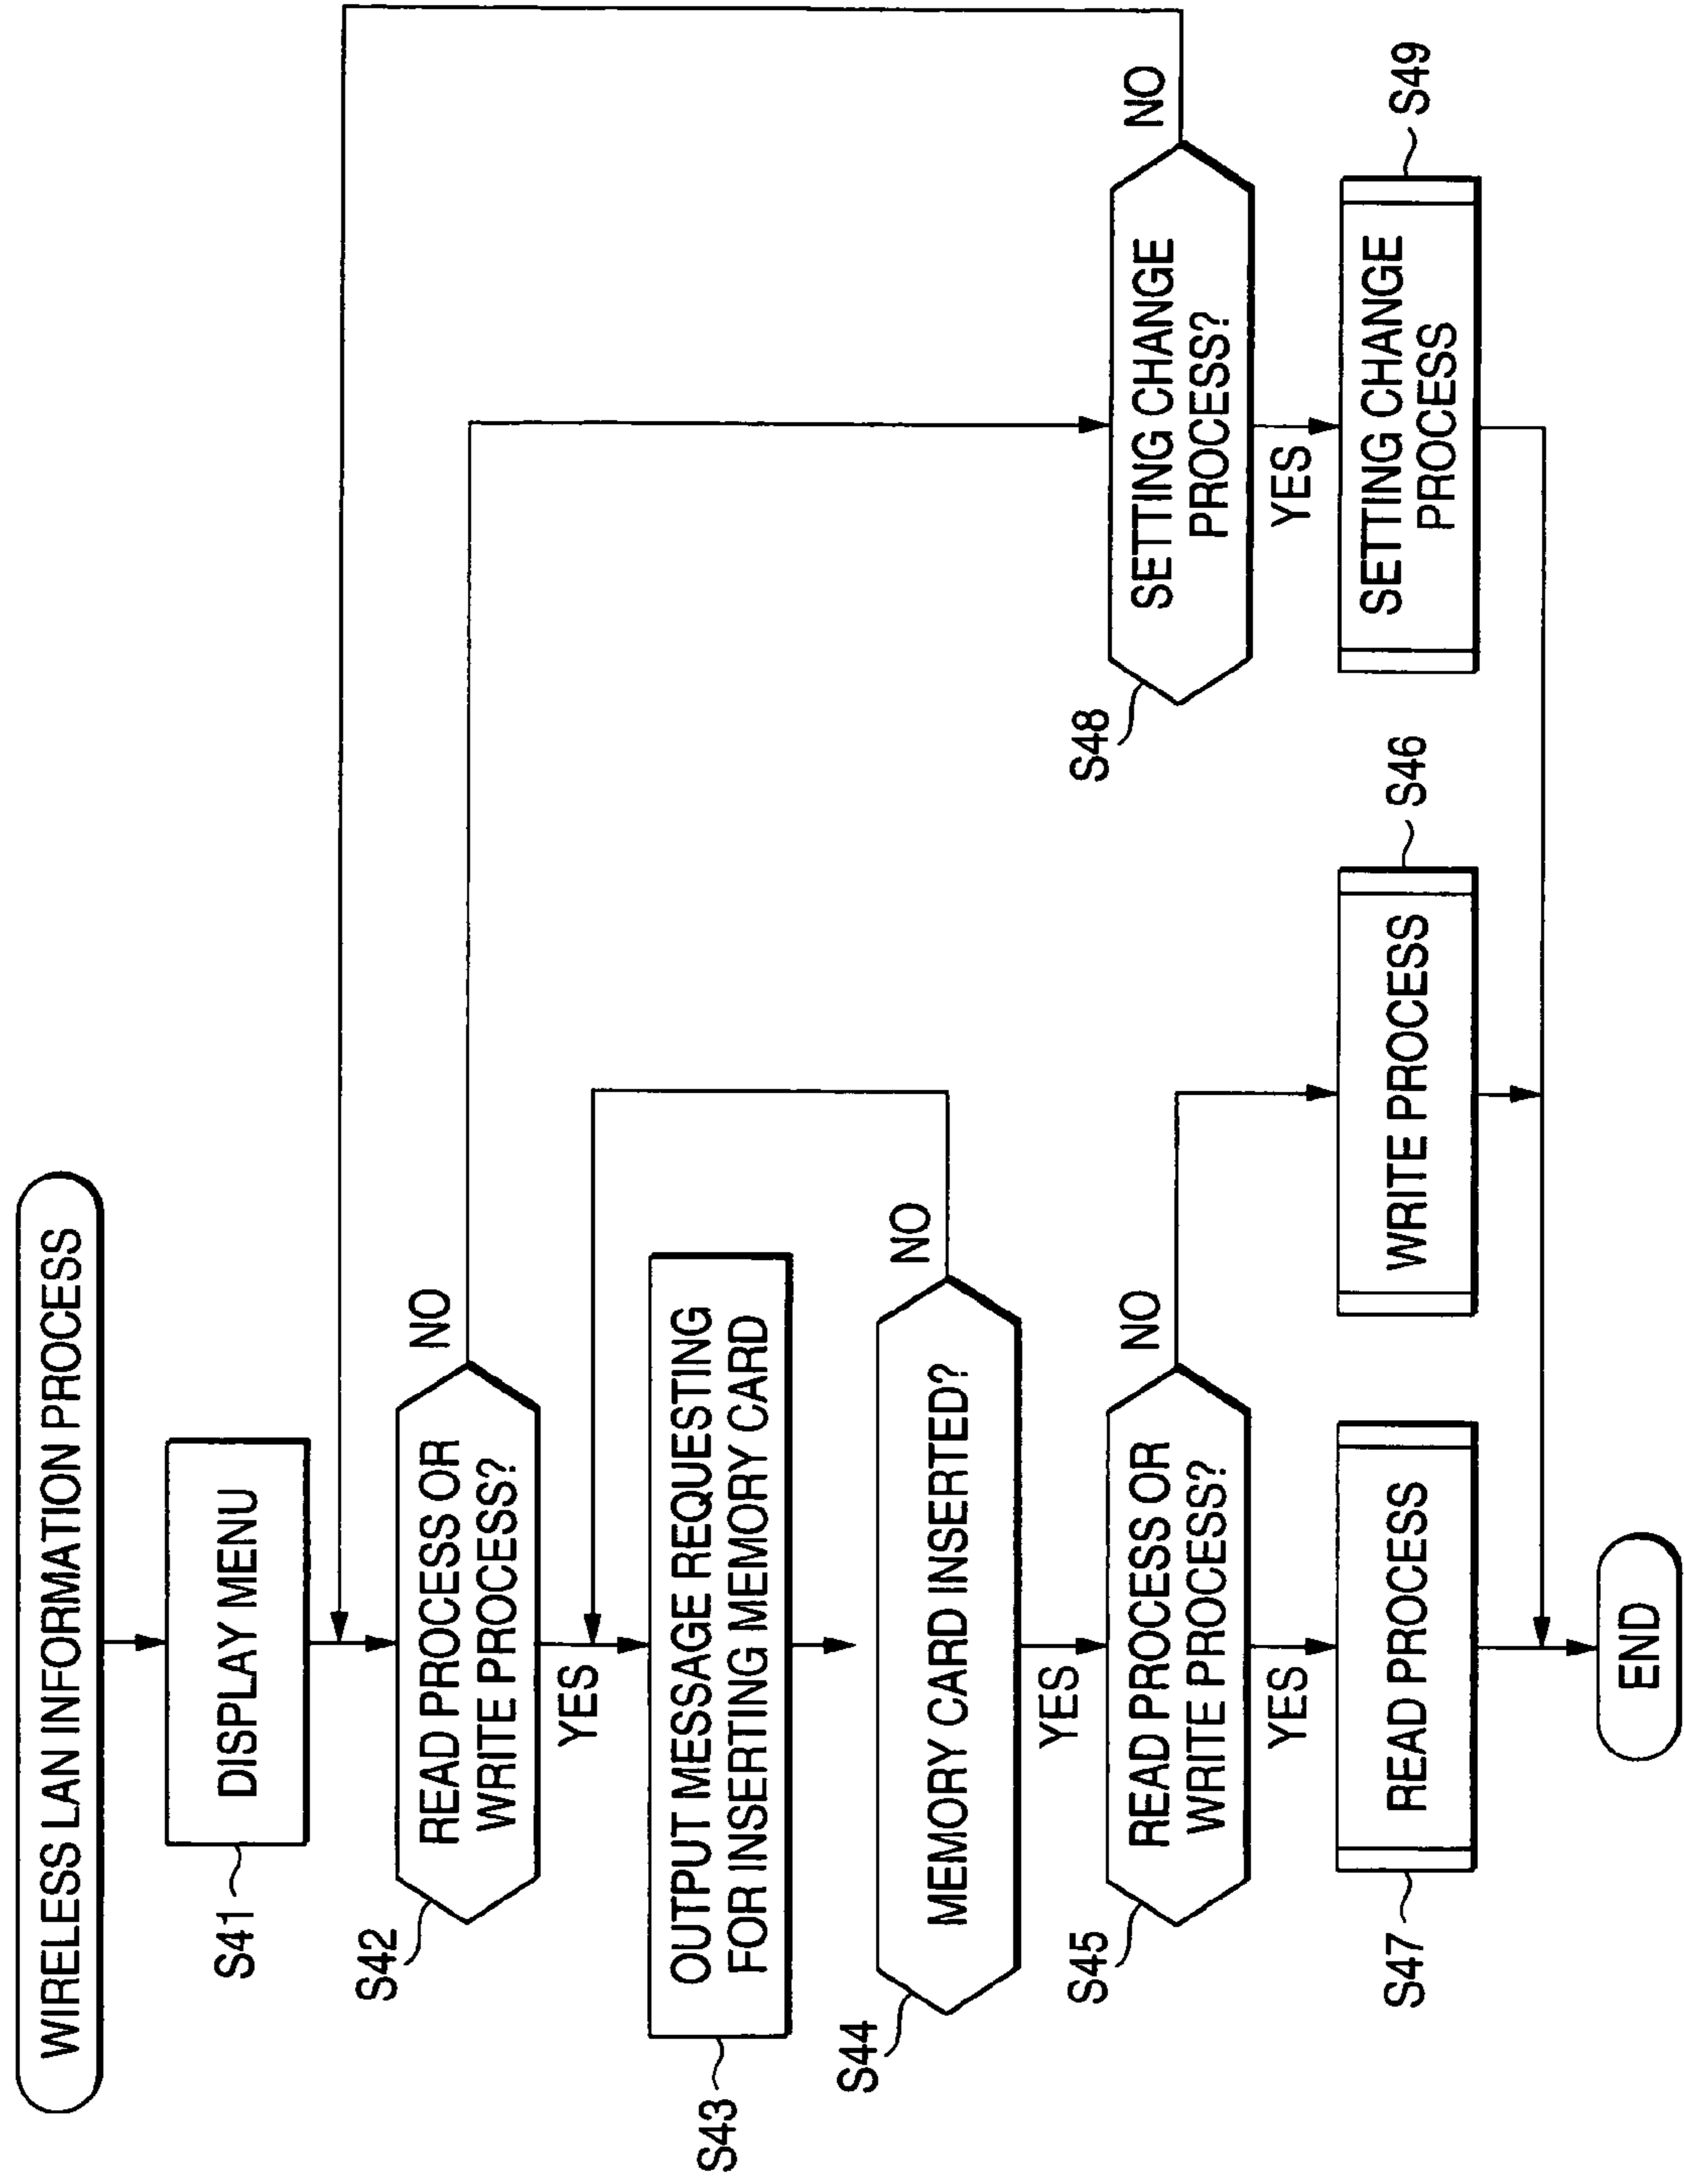 WIRELESS LAN INFORMATION PROCESS
S41
DISPLAY MENU
S42
READ PROCESS OR
WRITE PROCESS?
NO
YES
S43
OUTPUT MESSAGE REQUESTING
FOR INSERTING MEMORY CARD
S44
MEMORY CARD INSERTED?
NO
YES
S45
READ PROCESS OR
WRITE PROCESS?
NO
YES
S48
SETTING CHANGE
PROCESS?
NO
YES
S47
READ PROCESS
WRITE PROCESS
S46
SETTING CHANGE
PROCESS
S49
END